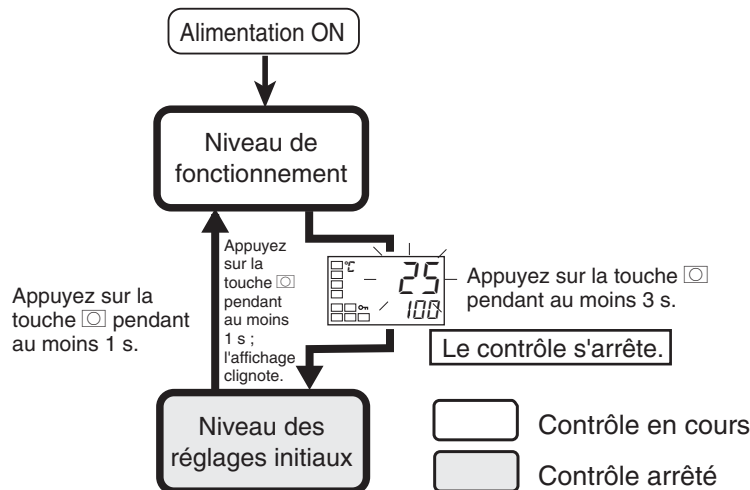 Alimentation ON
Niveau de
fonctionnement
Appuyez
sur la
touche
pendant
au moins
1 s ;
l'affichage
clignote.
°C
25
100
Appuyez sur la touche
pendant au moins 3 s.
Appuyez sur la
touche pendant
au moins 1 s.
Le contrôle s'arrête.
Niveau des
réglages initiaux
Contrôle en cours
Contrôle arrêté